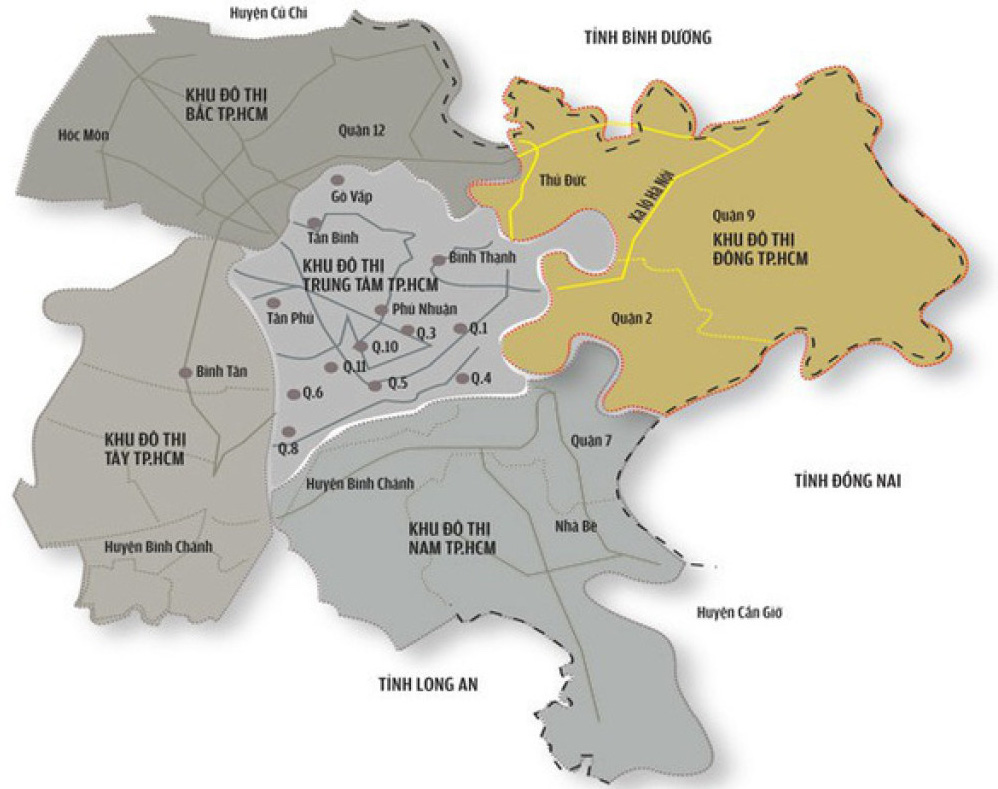 Huyện Củ Chi
TỈNH BÌNH DƯƠNG
KHU ĐÔ THỊ
BẮC TP.HCM
Hóc Môn
Quận 12
Thủ Đức
Xa lộ Hà Nội
Gò Vấp
Quận 9
KHU ĐÔ THỊ
ĐÔNG TP.HCM
Tân Bình
Bình Thạnh
KHU ĐÔ THỊ
TRUNG TÂM TP.HCM
Tân Phú
Phú Nhuận
Quận 2
Q.3
Q.1
Q.10
Q.11
Bình Tân
Q.5
Q.4
Q.6
Q.8
KHU ĐÔ THỊ
TÂY TP.HCM
Quận 7
Huyện Bình Chánh
TỈNH ĐỒNG NAI
KHU ĐÔ THỊ
NAM TP.HCM
Nhà Bè
Huyện Bình Chánh
Huyện Cần Giờ
TỈNH LONG AN